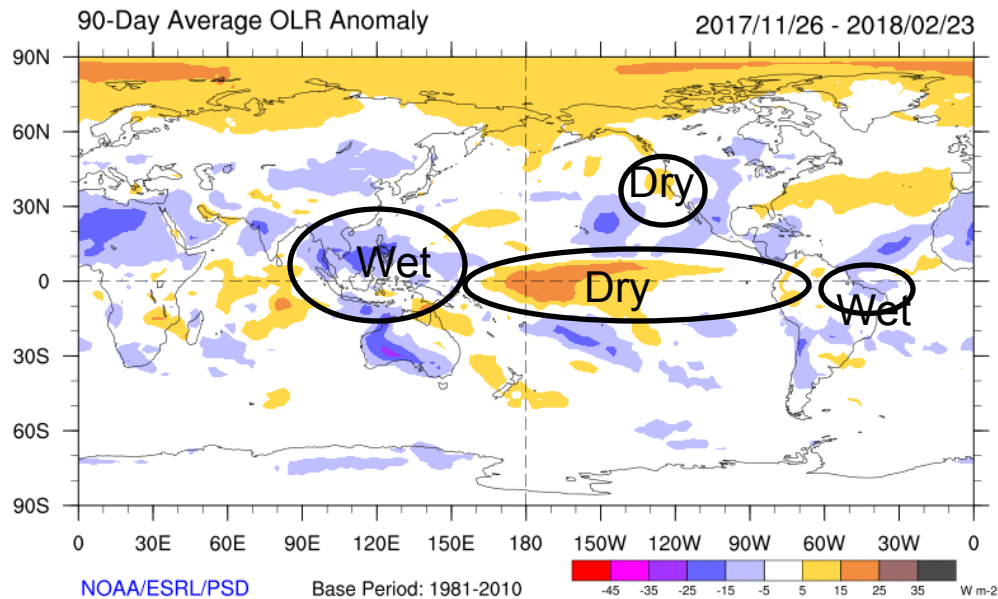 90-Day Average OLR Anomaly 2017/11/26 - 2018/02/23
90N
60N
30N
0
30S
60S
90S
Dry
Wet
Dry
Wet
0 30E 60E 90E 120E 150E 180 150W 120W 90W 60W 30W 0
-45 -35 -25 -15 -5 5 15 25 35 W m-2
NOAA/ESRL/PSD Base Period: 1981-2010